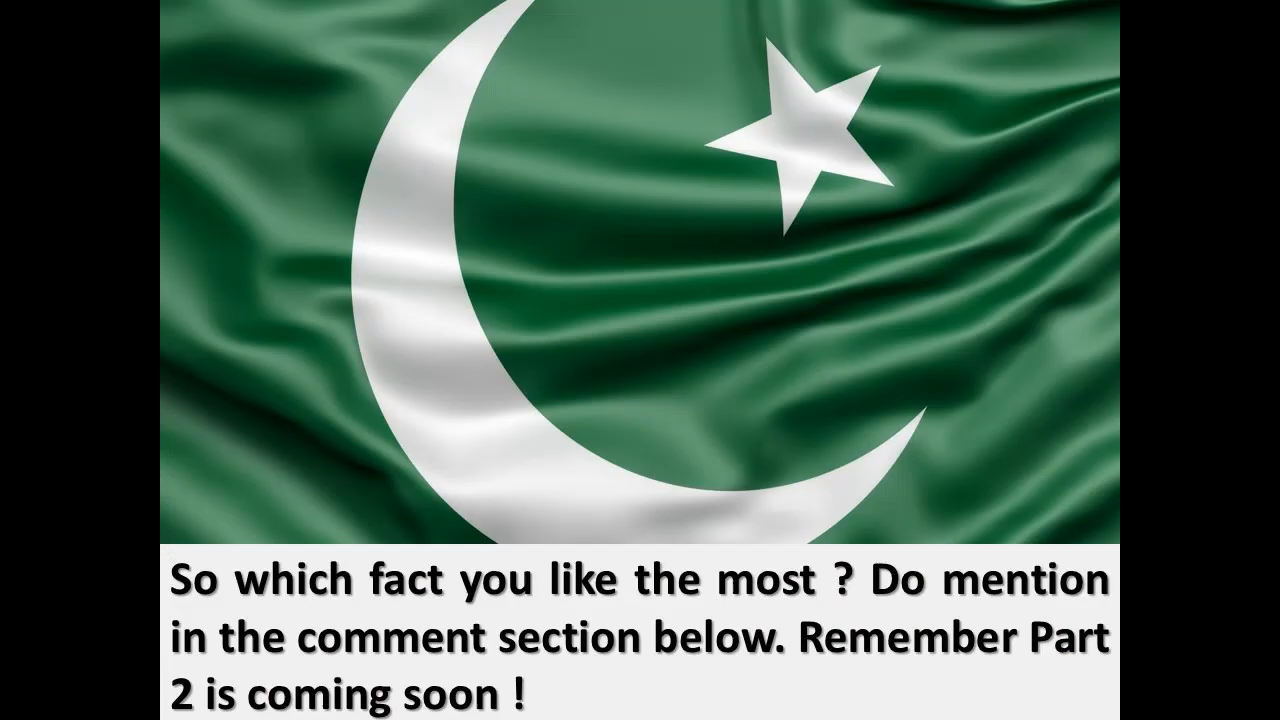 So which fact you like the most ? Do mention
in the comment section below. Remember Part
2 is coming soon !